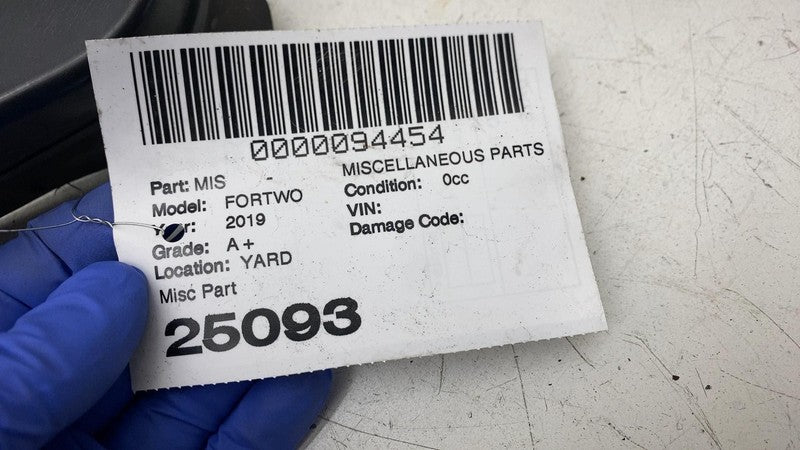 0000094454
Part: MIS - MISCELLANEOUS PARTS
Model: FORTWO Condition: 0cc
r: 2019 VIN:
Grade: A+ Damage Code:
Location: YARD
Misc Part
25093